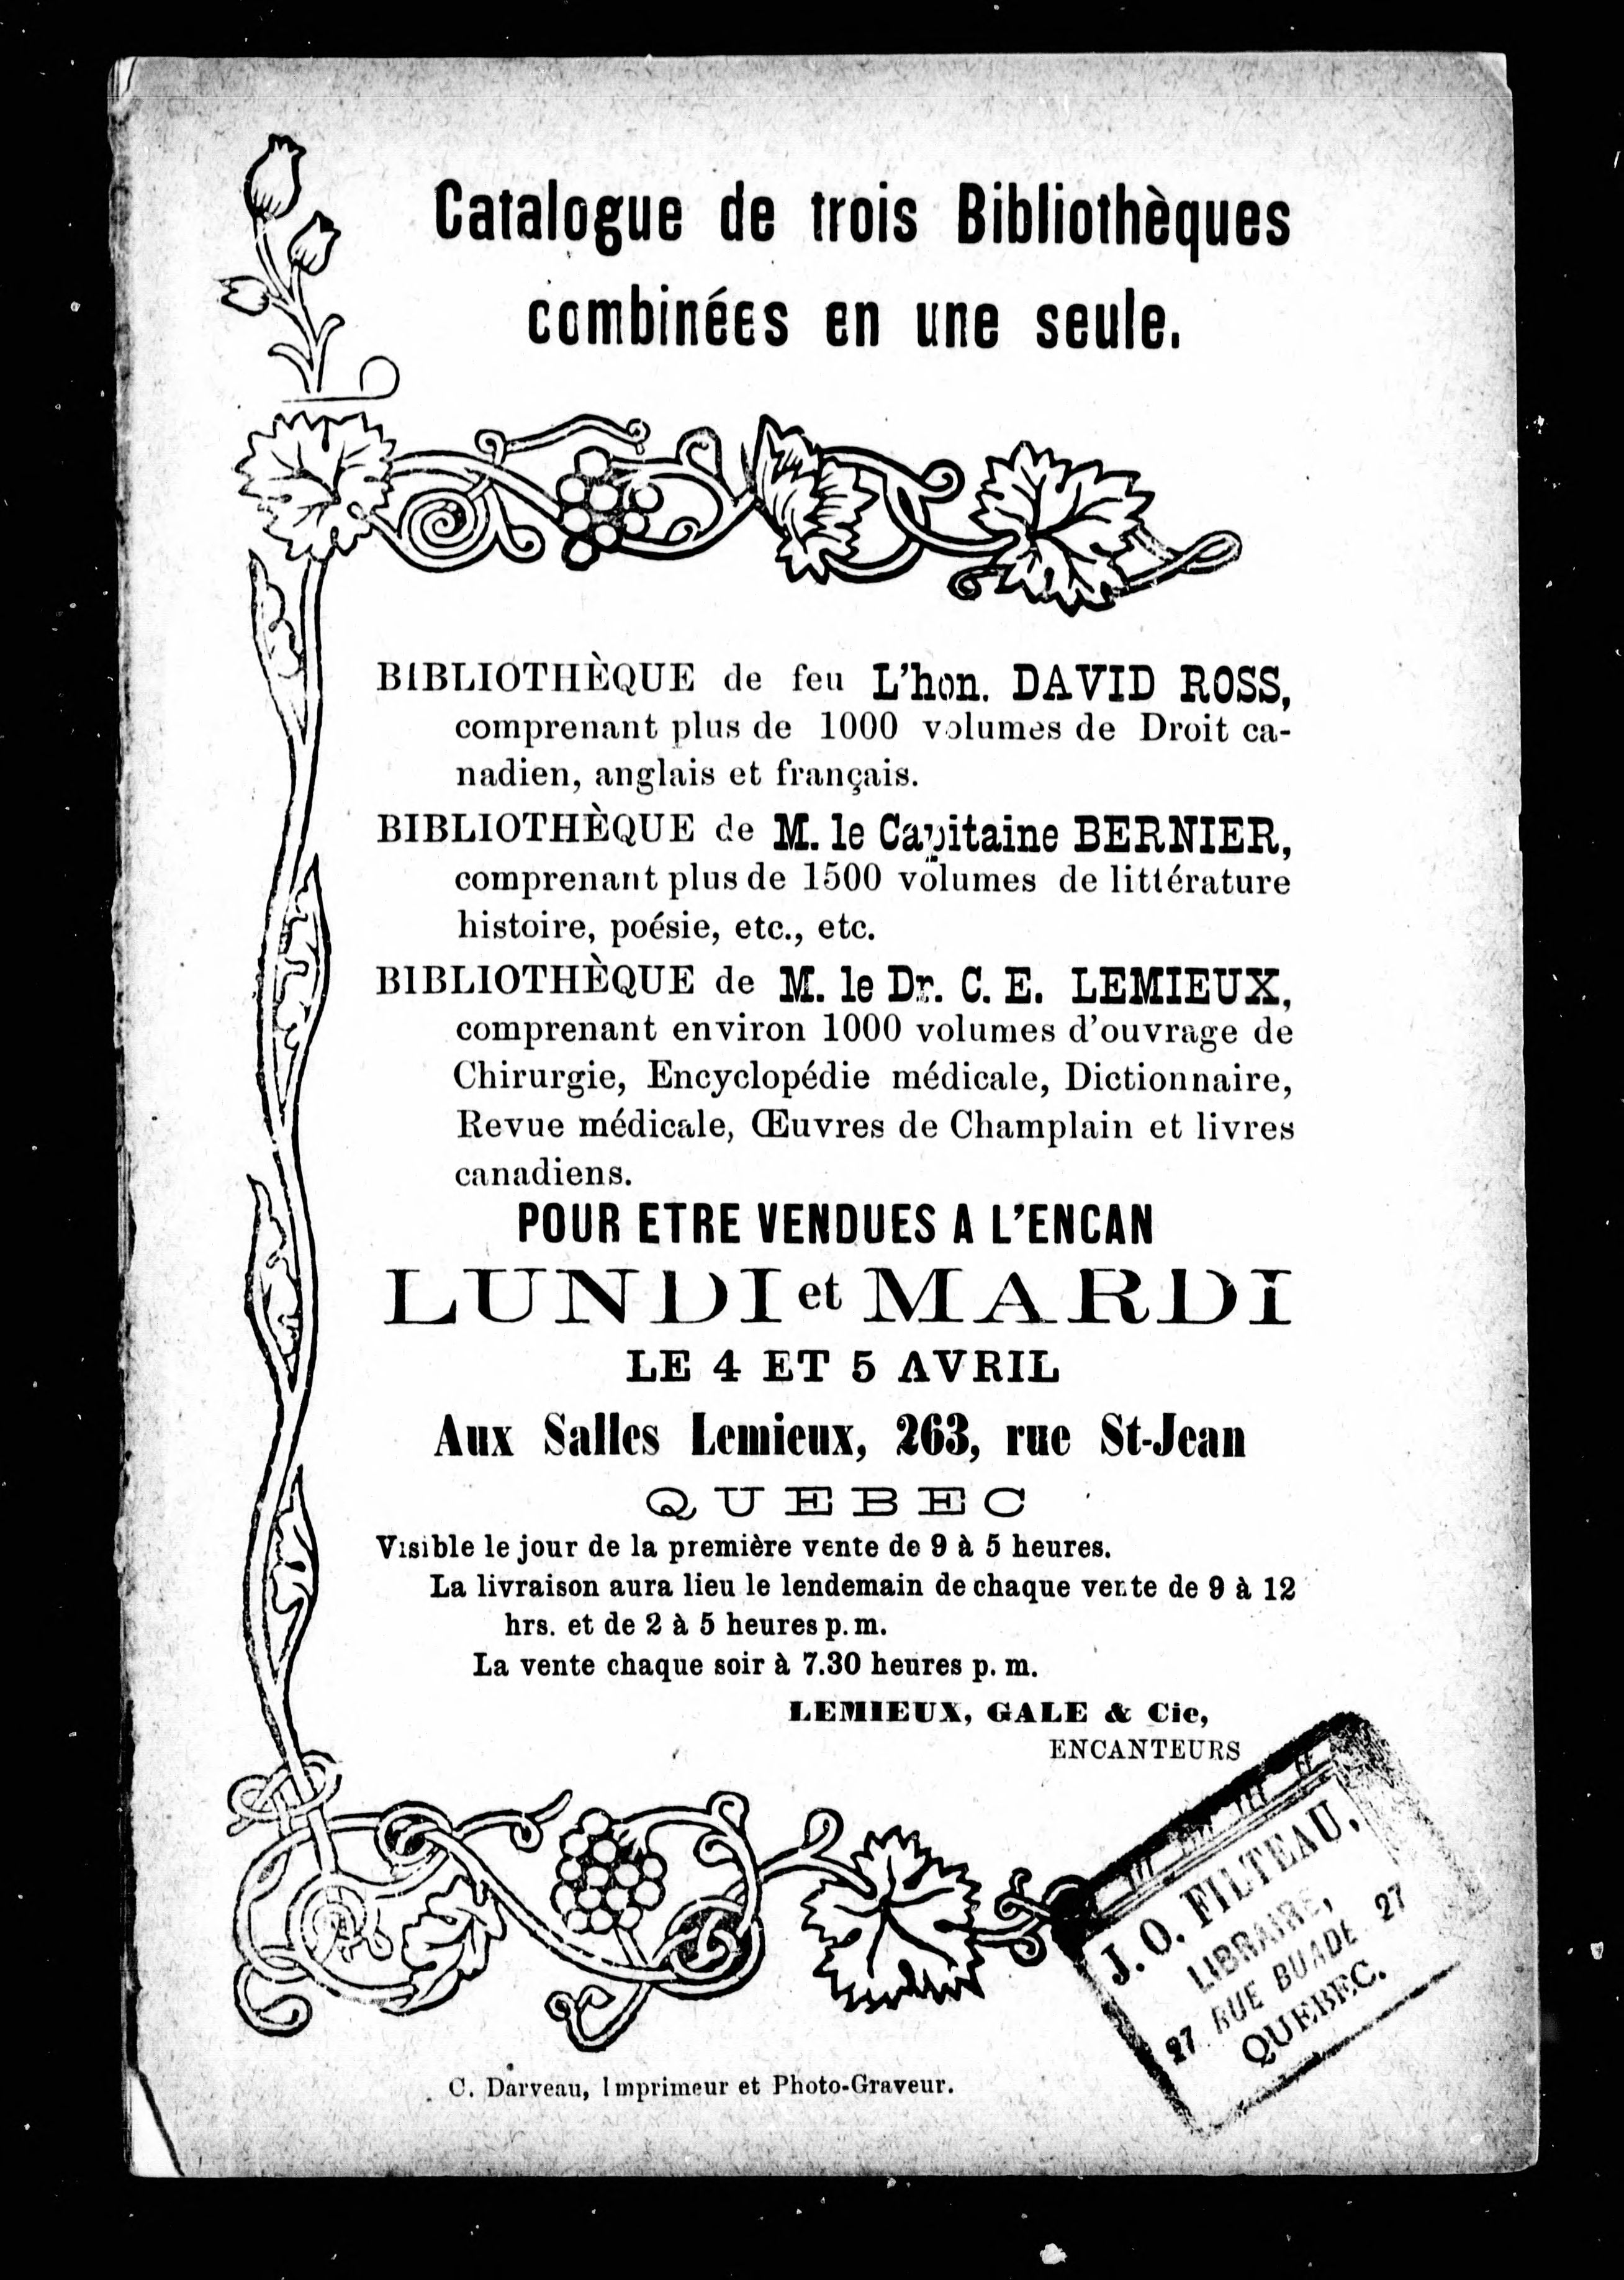 Catalogue de trois Bibliothèques
combinées en une seule.
BIBLIOTHÈQUE de feu L'hon. DAVID ROSS,
comprenant plus de 1000 volumes de Droit ca-
nadien, anglais et français.
BIBLIOTHÈQUE de M. le Capitaine BERNIER,
comprenant plus de 1500 volumes de littérature
histoire, poésie, etc., etc.
BIBLIOTHÈQUE de M. le Dr. C. E. LEMIEUX,
comprenant environ 1000 volumes d'ouvrage de
Chirurgie, Encyclopédie médicale, Dictionnaire,
Revue médicale, Œuvres de Champlain et livres
canadiens.
POUR ETRE VENDUES A L'ENCAN
LUNDI et MARDI
LE 4 ET 5 AVRIL
Aux Salles Lemieux, 263, rue St-Jean
QUEBEC
Visible le jour de la première vente de 9 à 5 heures.
La livraison aura lieu le lendemain de chaque vente de 9 à 12
hrs. et de 2 à 5 heures p. m.
La vente chaque soir à 7.30 heures p. m.
LEMIEUX, GALE & Cie,
ENCANTEURS
J. O. FILTEAU,
LIBRAIRE,
27 RUE BUADE 27
QUEBEC.
C. Darveau, Imprimeur et Photo-Graveur.